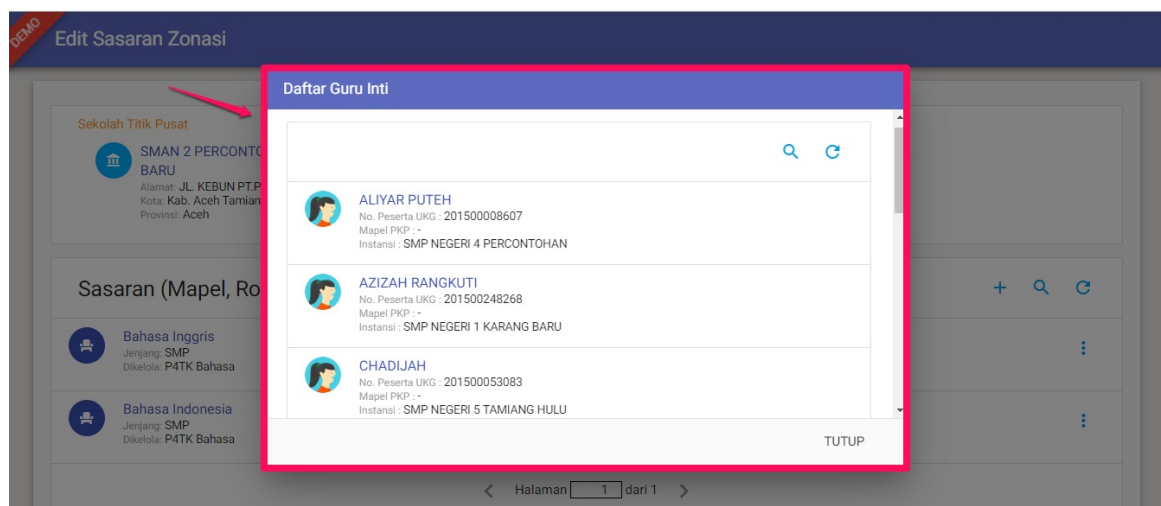 DEMO
Edit Sasaran Zonasi
Daftar Guru Inti
Sekolah Titik Pusat
SMAN 2 PERCONTO
BARU
Alamat: JL. KEBUN PT.P
Kota: Kab. Aceh Tamian
Provinsi: Aceh
ALIYAR PUTEH
No. Peserta UKG : 201500008607
Mapel PKP : -
Instansi : SMP NEGERI 4 PERCONTOHAN
AZIZAH RANGKUTI
No. Peserta UKG : 201500248268
Mapel PKP : -
Instansi : SMP NEGERI 1 KARANG BARU
CHADIJAH
No. Peserta UKG : 201500053083
Mapel PKP : -
Instansi : SMP NEGERI 5 TAMIANG HULU
TUTUP
Sasaran (Mapel, Ro
Bahasa Inggris
Jenjang: SMP
Dikelola: P4TK Bahasa
Bahasa Indonesia
Jenjang: SMP
Dikelola: P4TK Bahasa
Halaman 1 dari 1